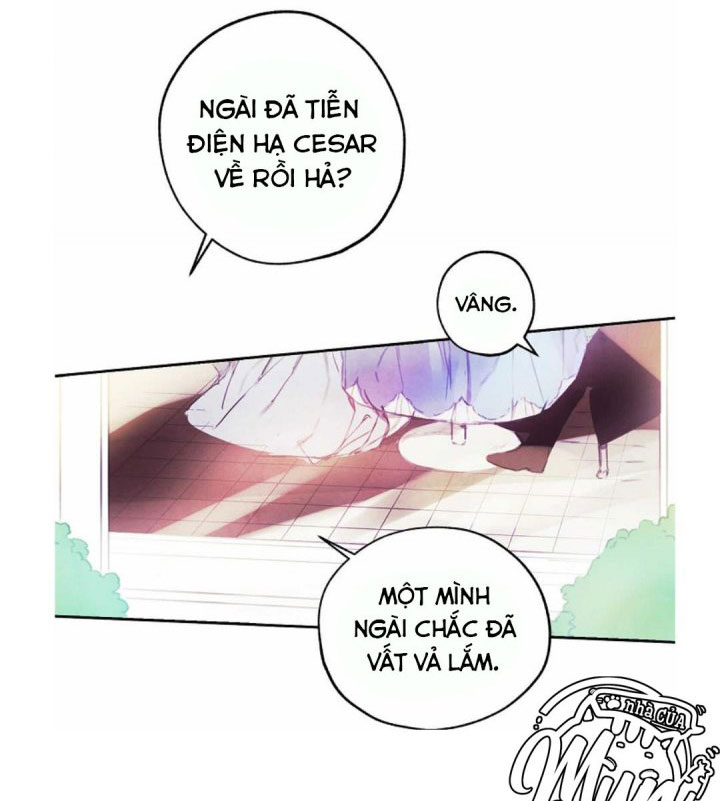 NGÀI ĐÃ TIỄN
ĐIỆN HẠ CESAR
VỀ RỒI HẢ?
VÂNG.
MỘT MÌNH
NGÀI CHẮC ĐÃ
VẤT VẢ LẮM.
nhà CỦA